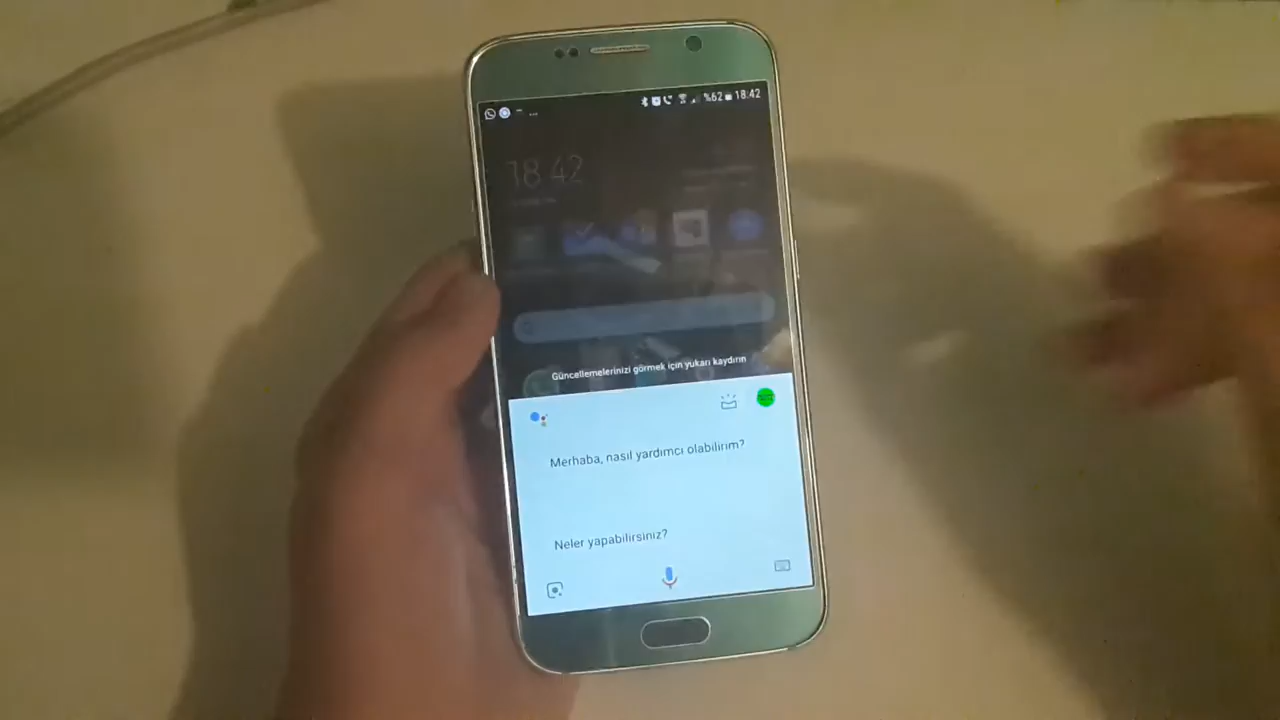 %62 18:42
18:42
Güncellemelerinizi görmek için yukarı kaydırın
Merhaba, nasıl yardımcı olabilirim?
Neler yapabilirsiniz?